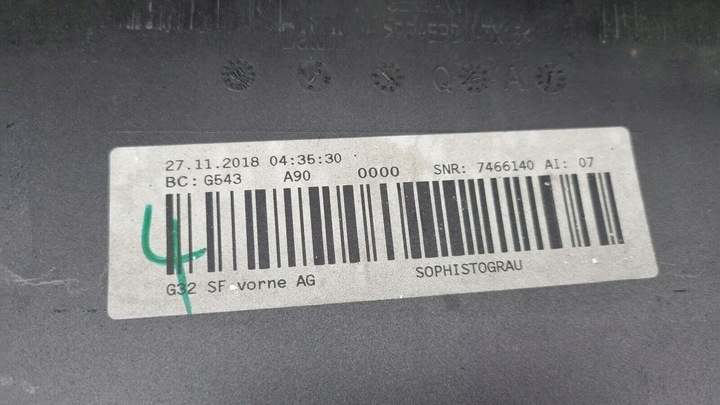 27.11.2018 04:35:30
BC: G543 A90 0000 SNR: 7466140 AI: 07
4
G32 SF vorne AG SOPHISTOGRAU
Q A